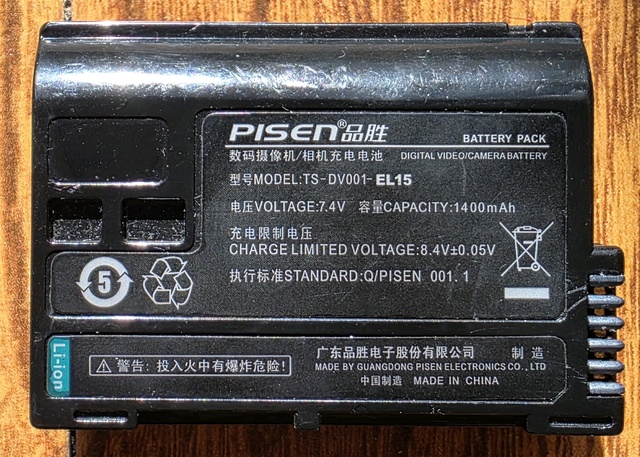 PISEN®品胜 BATTERY PACK
数码摄像机/相机充电电池 DIGITAL VIDEO/CAMERA BATTERY
型号MODEL:TS-DV001-EL15
电压VOLTAGE:7.4V 容量CAPACITY:1400mAh
充电限制电压
CHARGE LIMITED VOLTAGE:8.4V±0.05V
执行标准STANDARD:Q/PISEN 001.1
5
Li-ion
警告:投入火中有爆炸危险!
广东品胜电子股份有限公司 制造
MADE BY GUANGDONG PISEN ELECTRONICS CO., LTD
中国制造 MADE IN CHINA